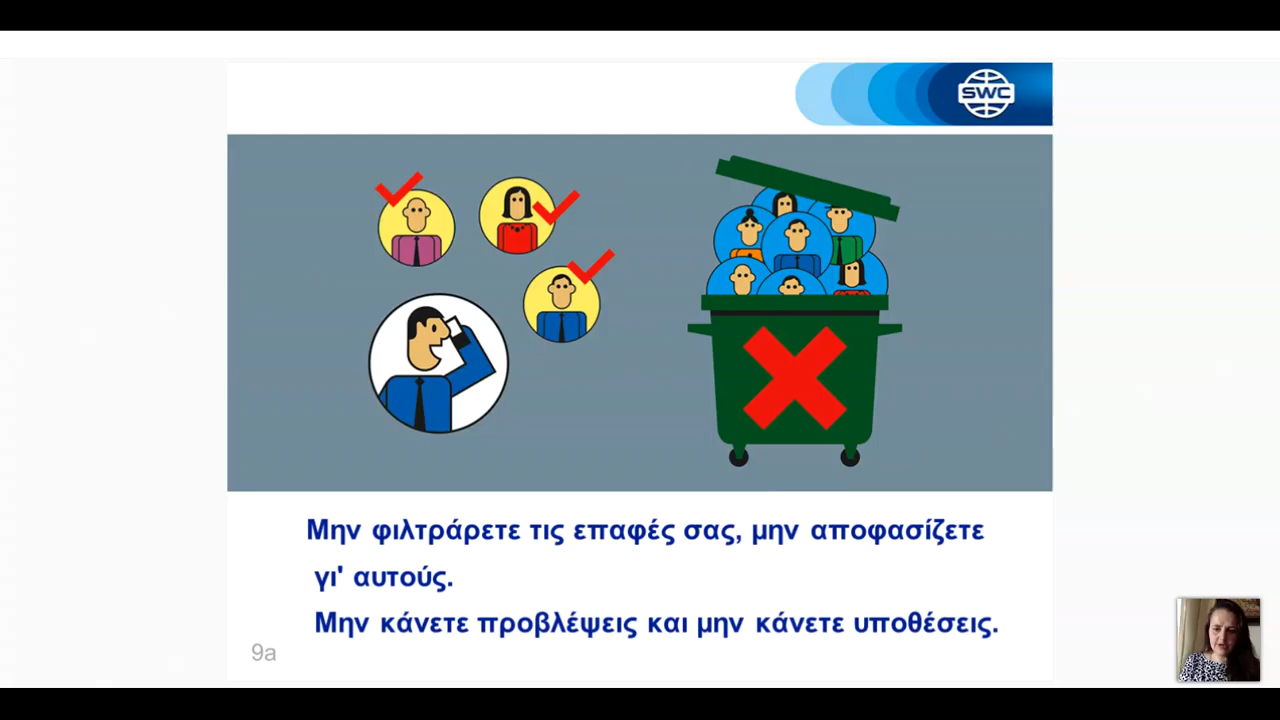 SWC
Μην φιλτράρετε τις επαφές σας, μην αποφασίζετε
γι' αυτούς.
Μην κάνετε προβλέψεις και μην κάνετε υποθέσεις.
9a